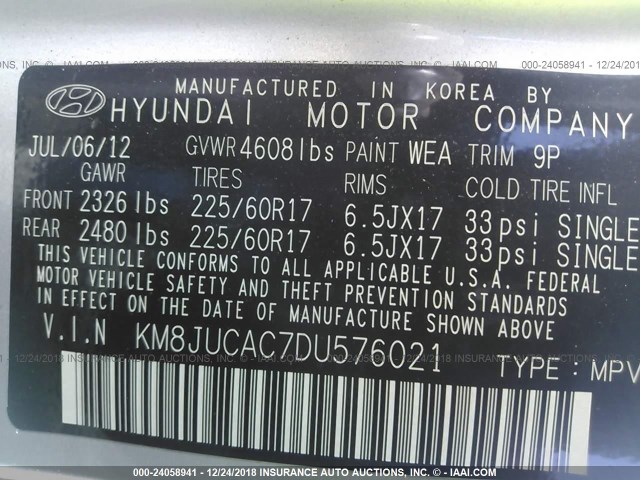 000-24058941 - 12/24/2018 INSURANCE AUTO AUCTIONS, INC. © - IAAI.COM
MANUFACTURED IN KOREA BY
HYUNDAI MOTOR COMPANY
JUL/06/12 GVWR 4608 lbs PAINT WEA TRIM 9P
GAWR TIRES RIMS COLD TIRE INFL
FRONT 2326 lbs 225/60R17 6.5JX17 33psi SINGLE
REAR 2480 lbs 225/60R17 6.5JX17 33psi SINGLE
THIS VEHICLE CONFORMS TO ALL APPLICABLE U.S.A. FEDERAL
MOTOR VEHICLE SAFETY AND THEFT PREVENTION STANDARDS
IN EFFECT ON THE DATE OF MANUFACTURE SHOWN ABOVE
V.I.N KM8JUCAC7DU576021
TYPE : MPV
000-24058941 - 12/24/2018 INSURANCE AUTO AUCTIONS, INC. © - IAAI.COM